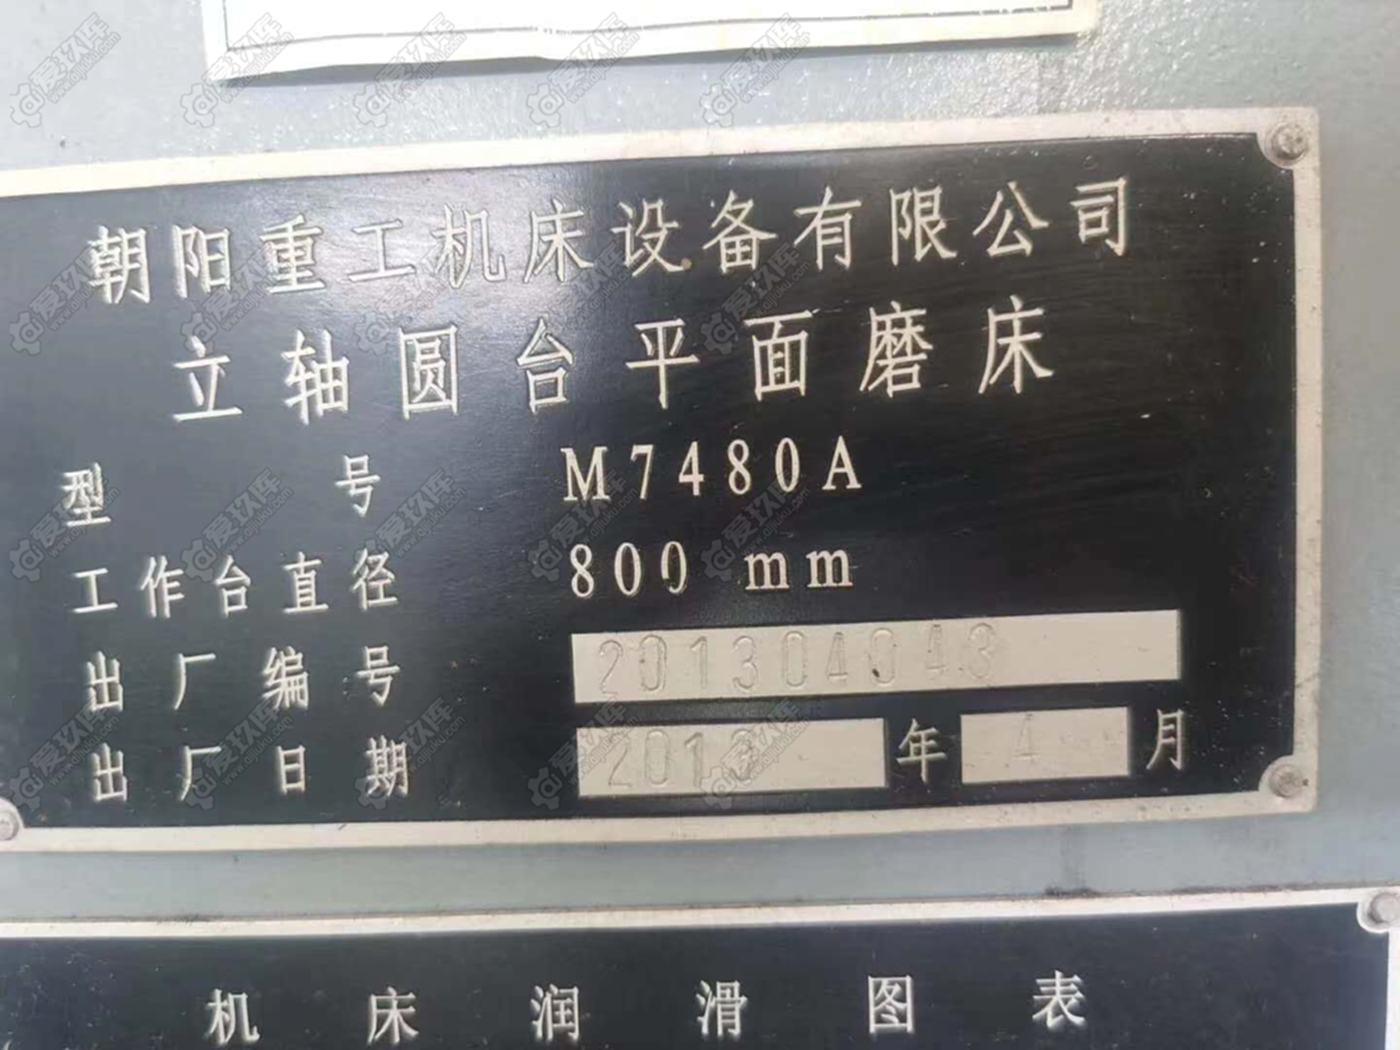 朝阳重工机床设备有限公司
立轴圆台平面磨床
型号 M7480A
工作台直径 800 mm
出厂编号 201304043
出厂日期 2013 年 4 月
机床润滑图表